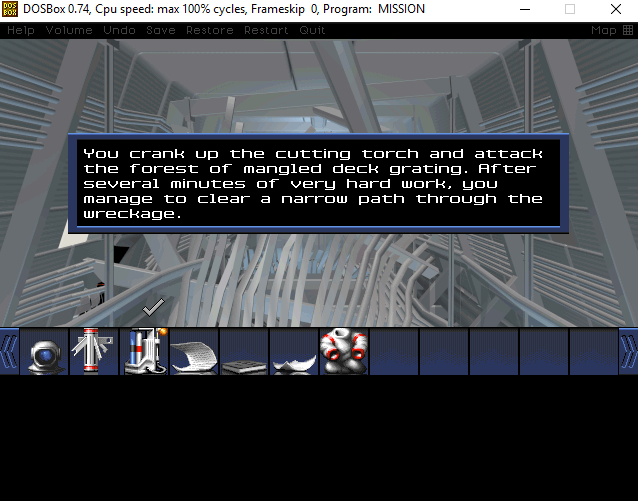 DOSBox 0.74, Cpu speed: max 100% cycles, Frameskip 0, Program: MISSION
Help Volume Undo Save Restore Restart Quit Map
You crank up the cutting torch and attack
the forest of mangled deck grating. After
several minutes of very hard work, you
manage to clear a narrow path through the
wreckage.